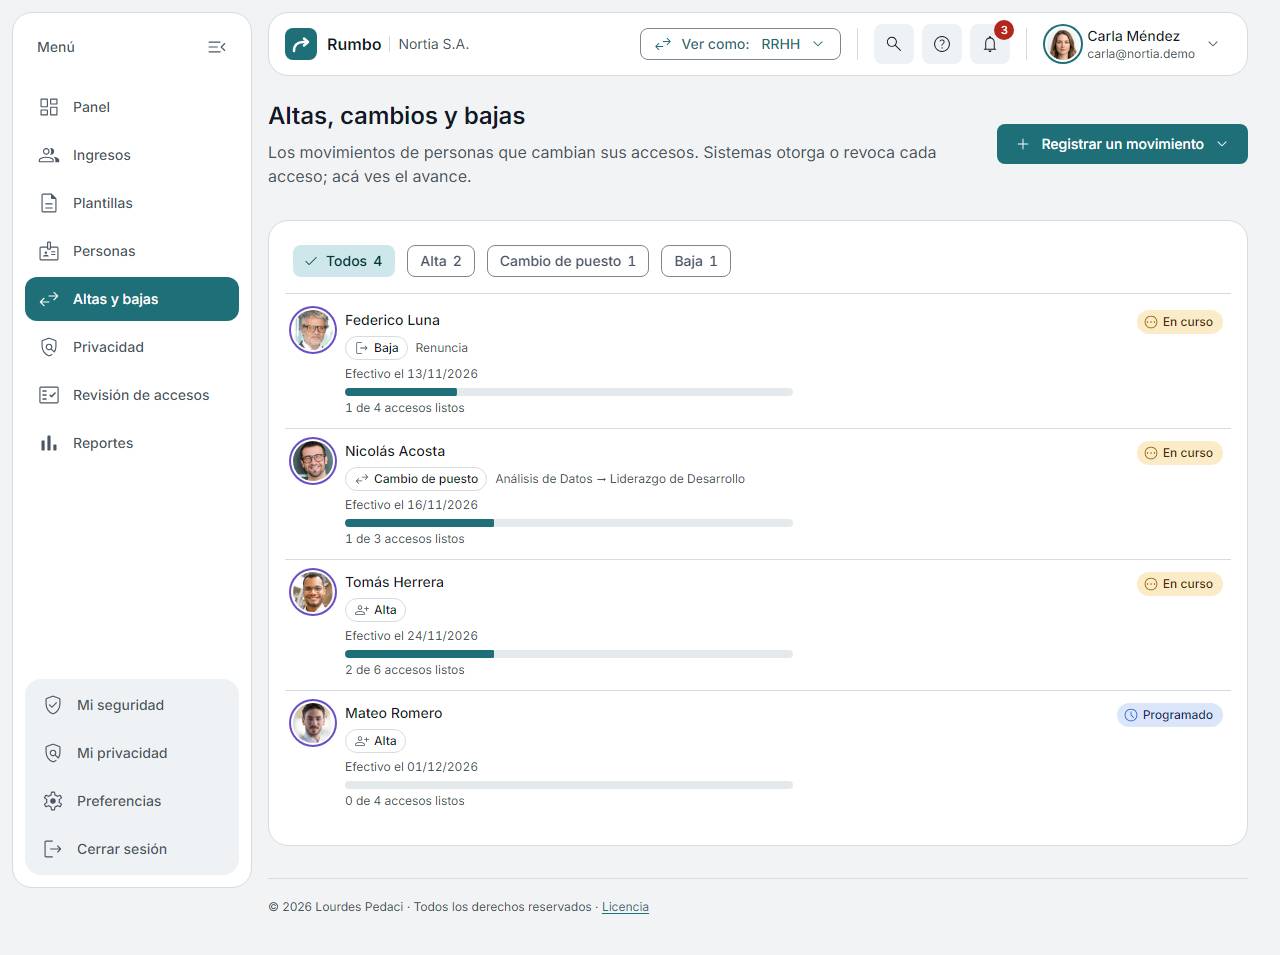 Menú
Panel
Ingresos
Plantillas
Personas
Altas y bajas
Privacidad
Revisión de accesos
Reportes
Mi seguridad
Mi privacidad
Preferencias
Cerrar sesión
Rumbo
Nortia S.A.
Ver como: RRHH
3
Carla Méndez
carla@nortia.demo
Altas, cambios y bajas
Los movimientos de personas que cambian sus accesos. Sistemas otorga o revoca cada
acceso; acá ves el avance.
Registrar un movimiento
Todos 4
Alta 2
Cambio de puesto 1
Baja 1
Federico Luna
En curso
Baja
Renuncia
Efectivo el 13/11/2026
1 de 4 accesos listos
Nicolás Acosta
En curso
Cambio de puesto
Análisis de Datos → Liderazgo de Desarrollo
Efectivo el 16/11/2026
1 de 3 accesos listos
Tomás Herrera
En curso
Alta
Efectivo el 24/11/2026
2 de 6 accesos listos
Mateo Romero
Programado
Alta
Efectivo el 01/12/2026
0 de 4 accesos listos
© 2026 Lourdes Pedaci · Todos los derechos reservados · Licencia